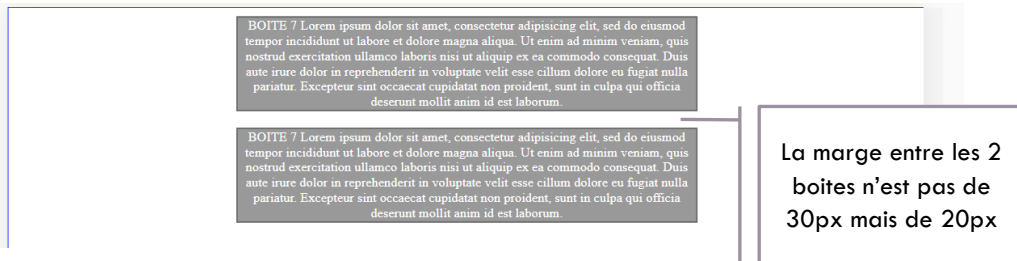 BOITE 7 Lorem ipsum dolor sit amet, consectetur adipisicing elit, sed do eiusmod
tempor incididunt ut labore et dolore magna aliqua. Ut enim ad minim veniam, quis
nostrud exercitation ullamco laboris nisi ut aliquip ex ea commodo consequat. Duis
aute irure dolor in reprehenderit in voluptate velit esse cillum dolore eu fugiat nulla
pariatur. Excepteur sint occaecat cupidatat non proident, sunt in culpa qui officia
deserunt mollit anim id est laborum.
BOITE 7 Lorem ipsum dolor sit amet, consectetur adipisicing elit, sed do eiusmod
tempor incididunt ut labore et dolore magna aliqua. Ut enim ad minim veniam, quis
nostrud exercitation ullamco laboris nisi ut aliquip ex ea commodo consequat. Duis
aute irure dolor in reprehenderit in voluptate velit esse cillum dolore eu fugiat nulla
pariatur. Excepteur sint occaecat cupidatat non proident, sunt in culpa qui officia
deserunt mollit anim id est laborum.
La marge entre les 2
boites n’est pas de
30px mais de 20px